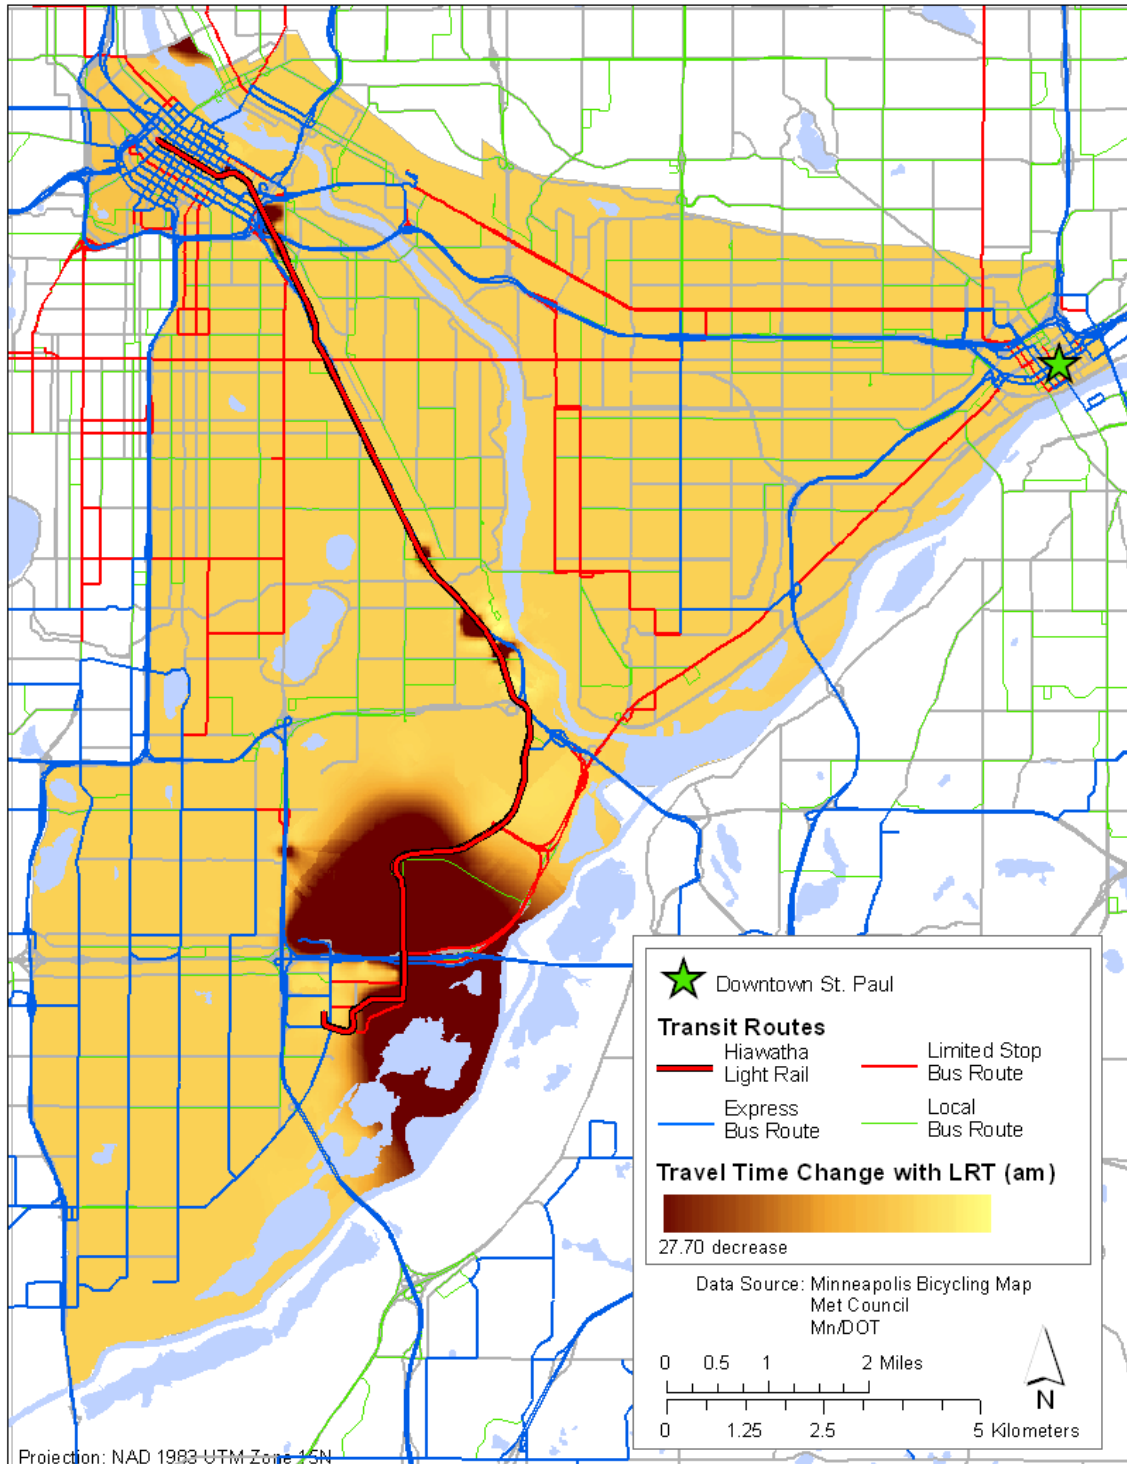 Downtown St. Paul
Transit Routes
Hiawatha
Light Rail
Limited Stop
Bus Route
Express
Bus Route
Local
Bus Route
Travel Time Change with LRT (am)
27.70 decrease
Data Source: Minneapolis Bicycling Map
Met Council
Mn/DOT
0 0.5 1 2 Miles
0 1.25 2.5 5 Kilometers
N
Projection: NAD 1983 UTM Zone 15N